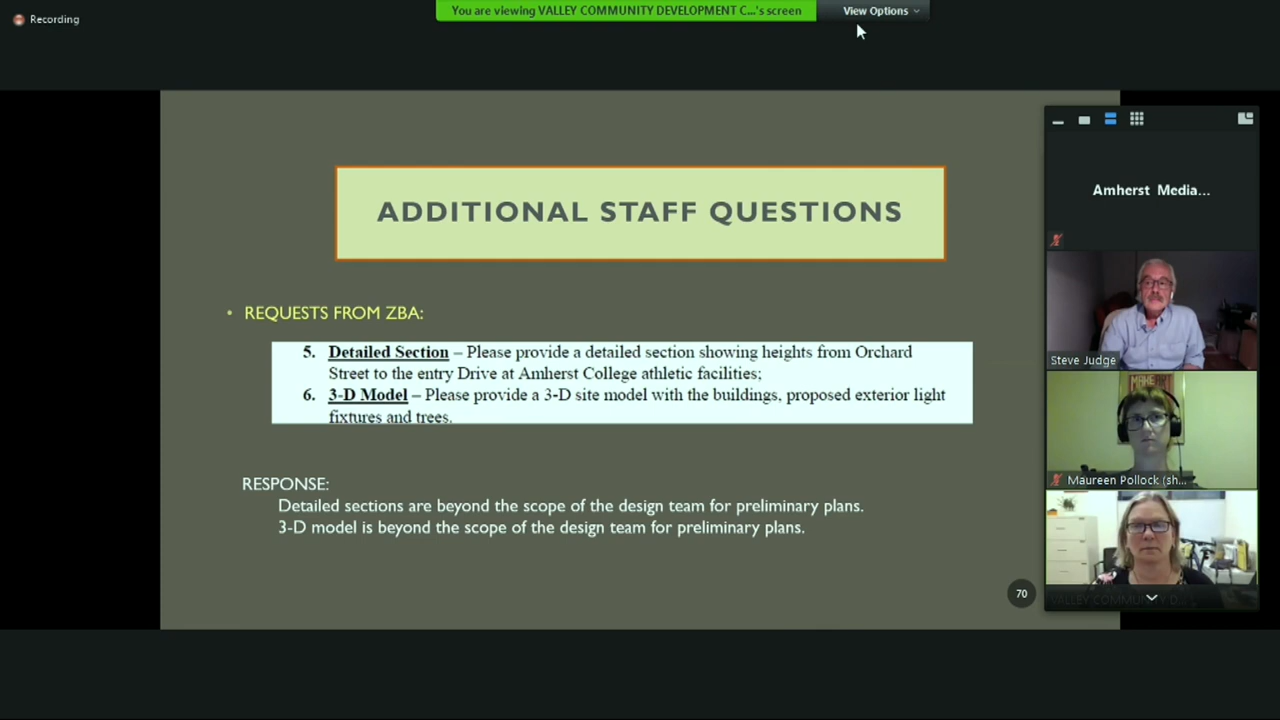 Recording
You are viewing VALLEY COMMUNITY DEVELOPMENT C...'s screen
View Options
ADDITIONAL STAFF QUESTIONS
• REQUESTS FROM ZBA:
5. Detailed Section – Please provide a detailed section showing heights from Orchard
Street to the entry Drive at Amherst College athletic facilities;
6. 3-D Model – Please provide a 3-D site model with the buildings, proposed exterior light
fixtures and trees.
RESPONSE:
Detailed sections are beyond the scope of the design team for preliminary plans.
3-D model is beyond the scope of the design team for preliminary plans.
70
Amherst Media...
Steve Judge
MAKE
Maureen Pollock (sh...
VALLEY COMMUNITY D...